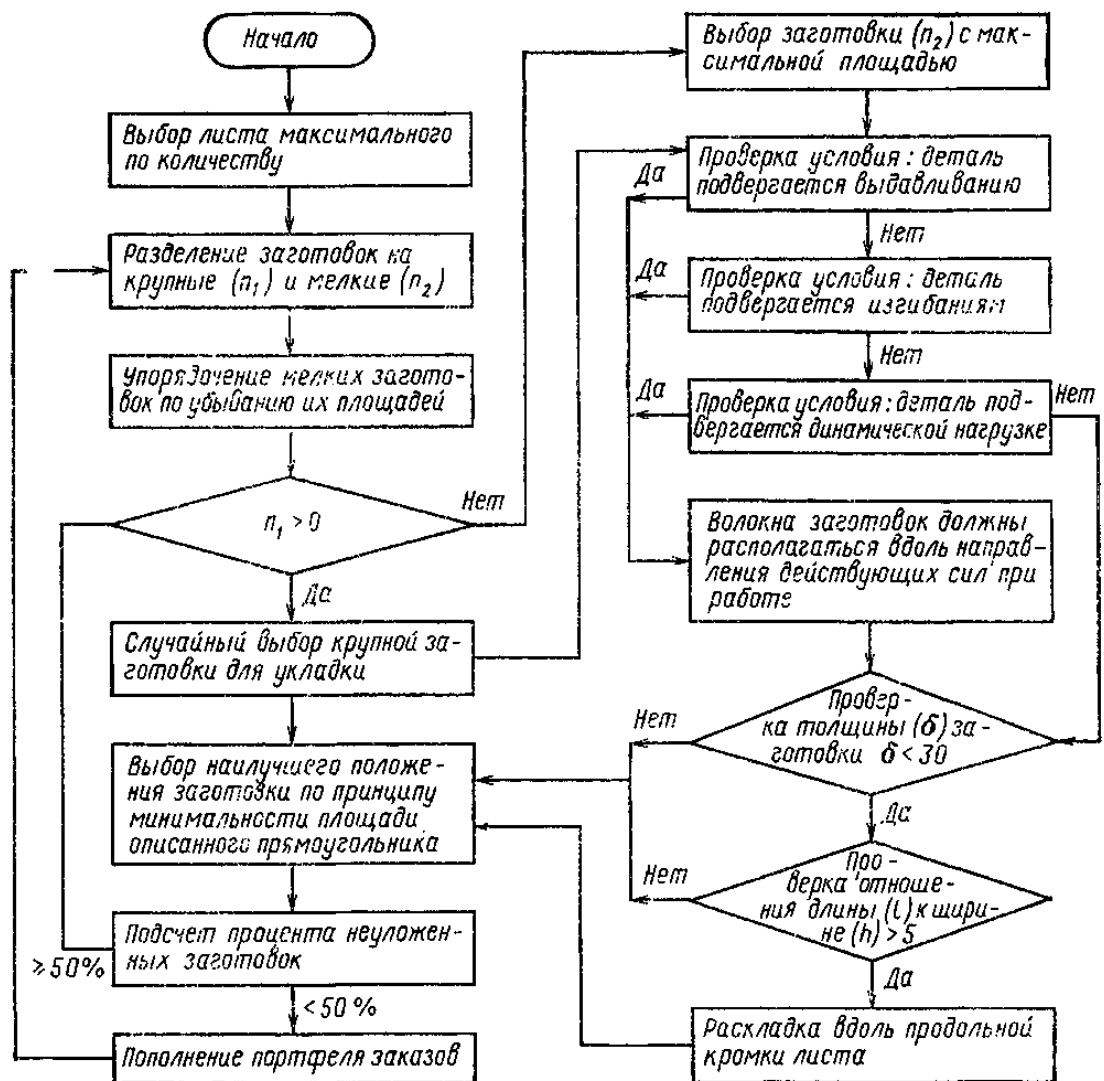 Начало
Выбор листа максимального
по количеству
Разделение заготовок на
крупные (n₁) и мелкие (n₂)
Упорядочение мелких загото-
вок по убыванию их площадей
n₁ > 0
Нет
Да
Случайный выбор крупной за-
готовки для укладки
Выбор наилучшего положе-
ния заготовки по принципу
минимальности площади
описанного прямоугольника
Подсчет процента неуложен-
ных заготовок
≥50%
<50%
Пополнение портфеля заказов
Выбор заготовки (n₂) с мак-
симальной площадью
Проверка условия: деталь
подвергается выдавливанию
Да
Нет
Проверка условия: деталь
подвергается изгибаниям
Да
Нет
Проверка условия: деталь под-
вергается динамической нагрузке
Да
Нет
Волокна заготовок должны
располагаться вдоль направ-
ления действующих сил при
работе
Провер-
ка толщины (δ) за-
готовки δ < 30
Нет
Да
Про-
верка отноше-
ния длины (l) к шири-
не (h) > 5
Нет
Да
Раскладка вдоль продольной
кромки листа